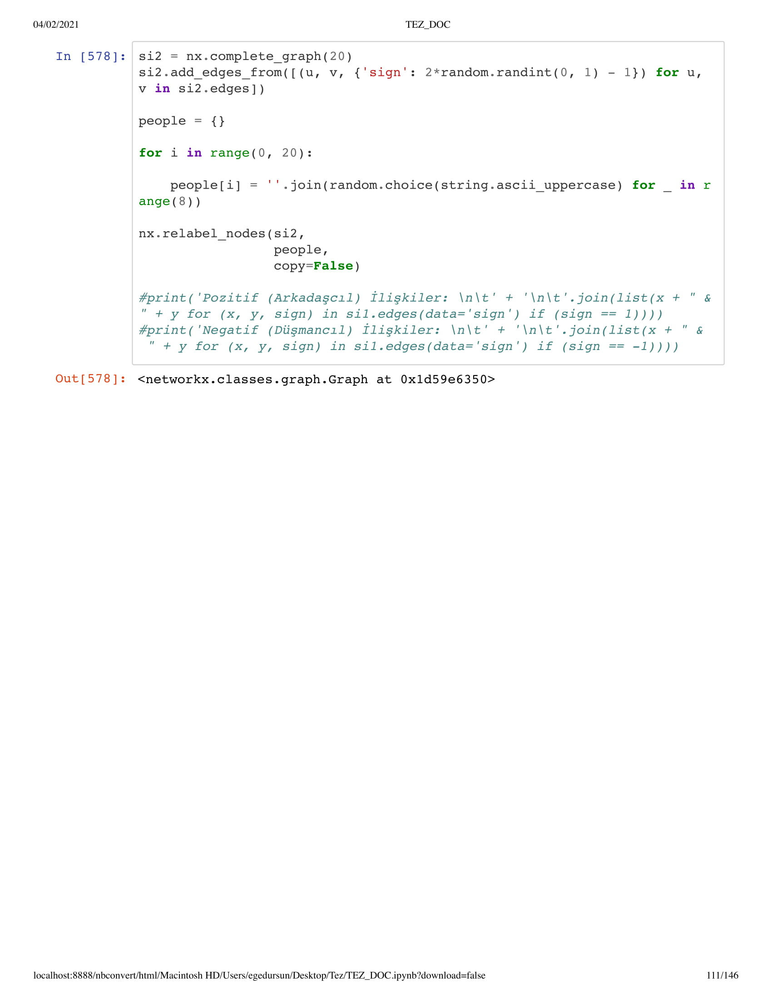 04/02/2021
TEZ_DOC
In [578]:
si2 = nx.complete_graph(20)
si2.add_edges_from([(u, v, {'sign': 2*random.randint(0, 1) - 1}) for u,
v in si2.edges])
people = {}
for i in range(0, 20):
    people[i] = ''.join(random.choice(string.ascii_uppercase) for _ in r
ange(8))
nx.relabel_nodes(si2,
                 people,
                 copy=False)
#print('Pozitif (Arkadaşcıl) İlişkiler: \n\t' + '\n\t'.join(list(x + " &
" + y for (x, y, sign) in si1.edges(data='sign') if (sign == 1))))
#print('Negatif (Düşmancıl) İlişkiler: \n\t' + '\n\t'.join(list(x + " &
 " + y for (x, y, sign) in si1.edges(data='sign') if (sign == -1))))
Out[578]: <networkx.classes.graph.Graph at 0x1d59e6350>
localhost:8888/nbconvert/html/Macintosh HD/Users/egedursun/Desktop/Tez/TEZ_DOC.ipynb?download=false
111/146